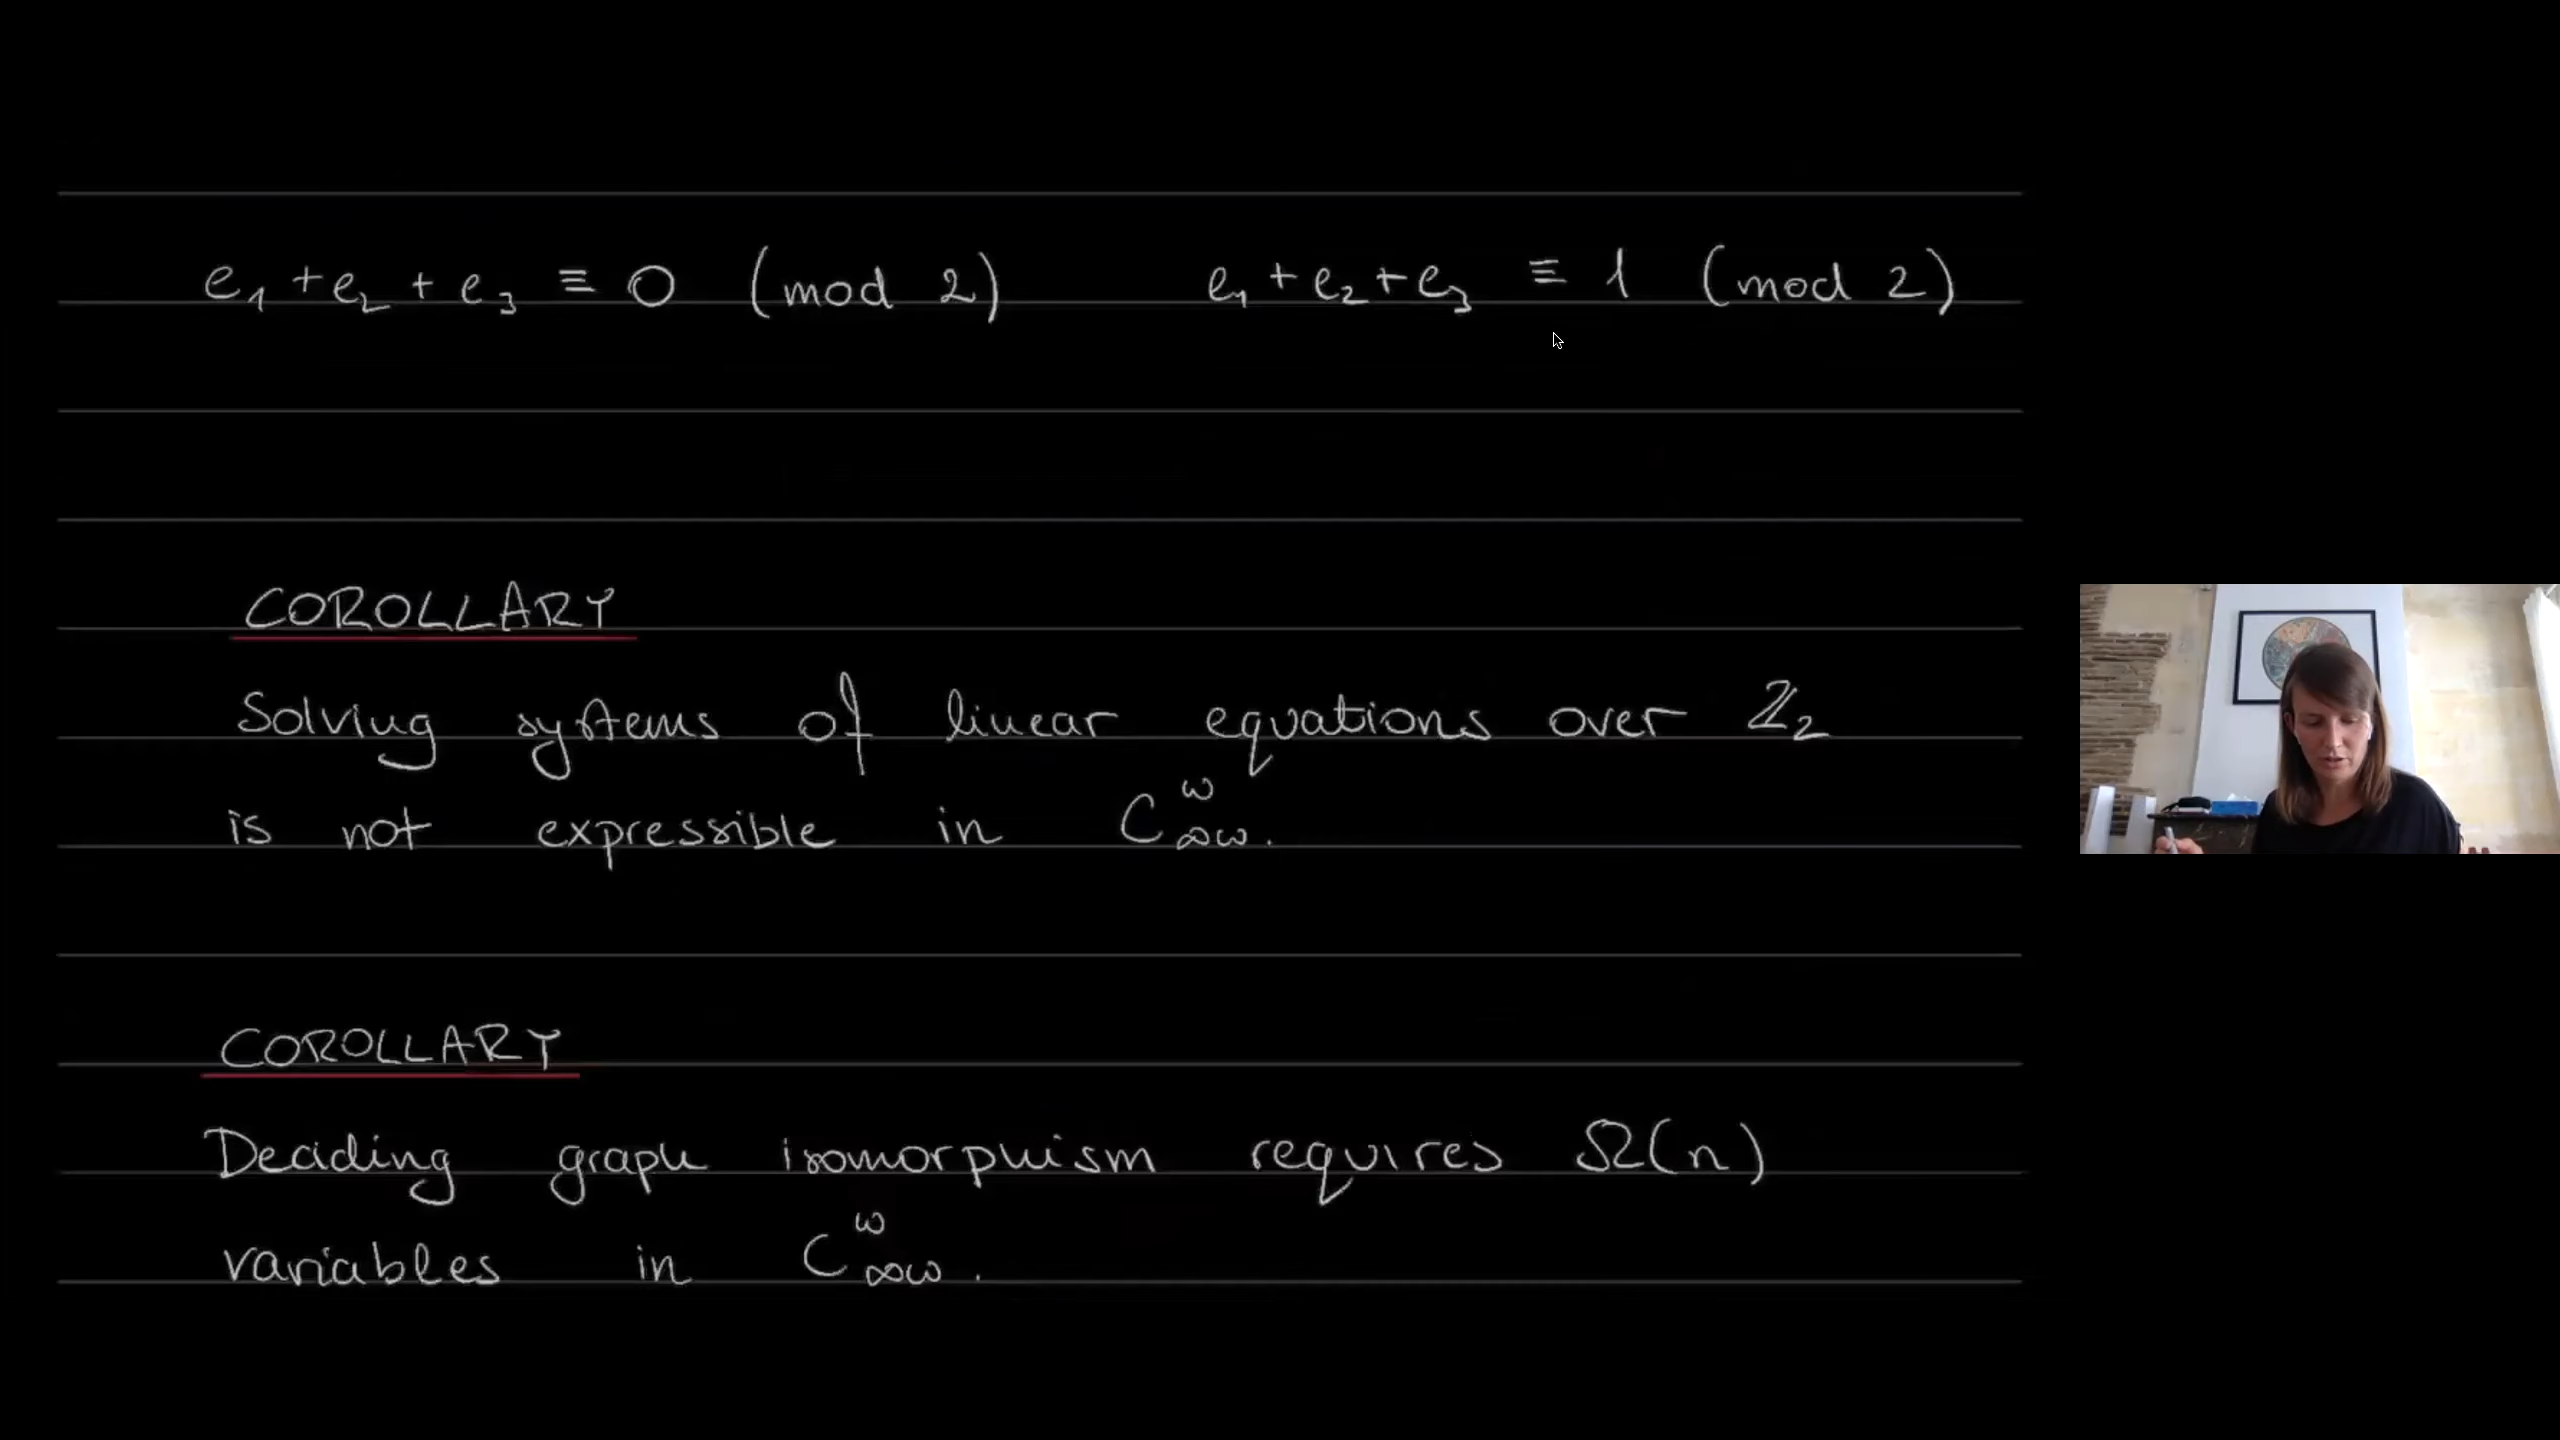 e₁ + e₂ + e₃ ≡ 0 (mod 2) e₁ + e₂ + e₃ ≡ 1 (mod 2)
COROLLARY
Solving systems of linear equations over ℤ₂
is not expressible in C^ω_∞ω.
COROLLARY
Deciding graph isomorphism requires Ω(n)
variables in C^ω_∞ω.